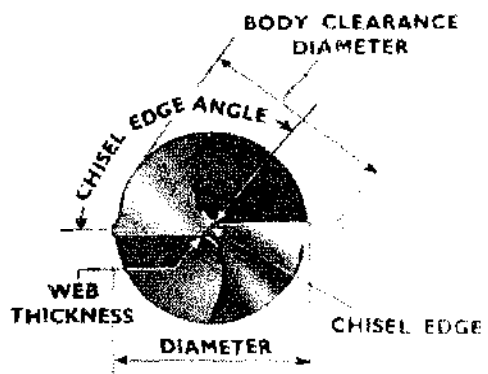 BODY CLEARANCE
DIAMETER
CHISEL EDGE ANGLE
WEB
THICKNESS
CHISEL EDGE
DIAMETER